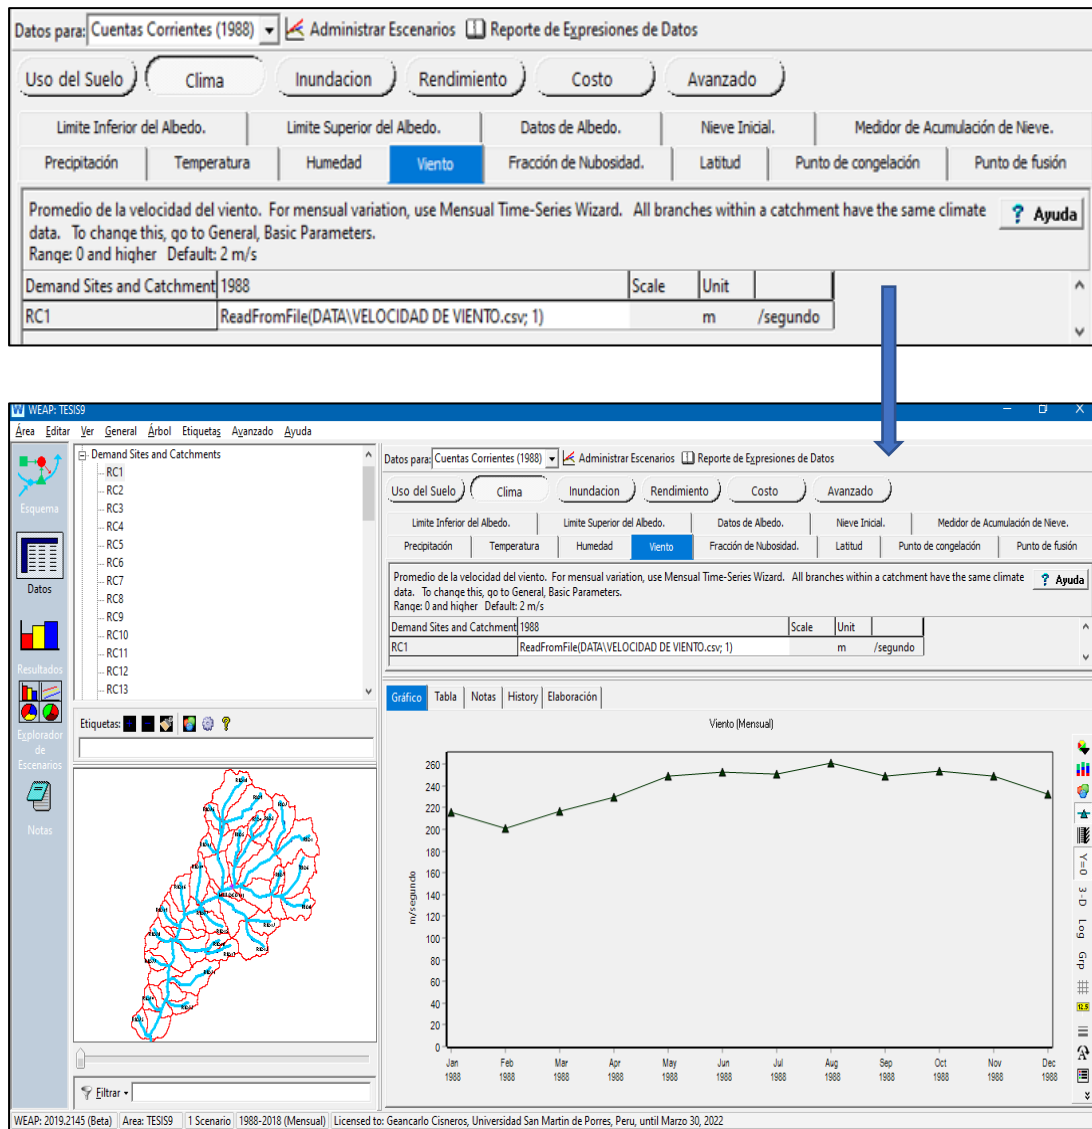 Datos para: Cuentas Corrientes (1988) Administrar Escenarios Reporte de Expresiones de Datos
Uso del Suelo Clima Inundacion Rendimiento Costo Avanzado
Limite Inferior del Albedo. Limite Superior del Albedo. Datos de Albedo. Nieve Inicial. Medidor de Acumulación de Nieve.
Precipitación Temperatura Humedad Viento Fracción de Nubosidad. Latitud Punto de congelación Punto de fusión
Promedio de la velocidad del viento. For mensual variation, use Mensual Time-Series Wizard. All branches within a catchment have the same climate
data. To change this, go to General, Basic Parameters.
Range: 0 and higher Default: 2 m/s
? Ayuda
Demand Sites and Catchment 1988 Scale Unit
RC1 ReadFromFile(DATA\VELOCIDAD DE VIENTO.csv; 1) m /segundo
W WEAP: TESIS9
Área Editar Ver General Árbol Etiquetas Avanzado Ayuda
Esquema
Datos
Resultados
Explorador
de
Escenarios
Notas
Demand Sites and Catchments
RC1
RC2
RC3
RC4
RC5
RC6
RC7
RC8
RC9
RC10
RC11
RC12
RC13
Etiquetas:
Filtrar
Datos para: Cuentas Corrientes (1988) Administrar Escenarios Reporte de Expresiones de Datos
Uso del Suelo Clima Inundacion Rendimiento Costo Avanzado
Limite Inferior del Albedo. Limite Superior del Albedo. Datos de Albedo. Nieve Inicial. Medidor de Acumulación de Nieve.
Precipitación Temperatura Humedad Viento Fracción de Nubosidad. Latitud Punto de congelación Punto de fusión
Promedio de la velocidad del viento. For mensual variation, use Mensual Time-Series Wizard. All branches within a catchment have the same climate
data. To change this, go to General, Basic Parameters.
Range: 0 and higher Default: 2 m/s
? Ayuda
Demand Sites and Catchment 1988 Scale Unit
RC1 ReadFromFile(DATA\VELOCIDAD DE VIENTO.csv; 1) m /segundo
Gráfico Tabla Notas History Elaboración
Viento (Mensual)
m/segundo
260
240
220
200
180
160
140
120
100
80
60
40
20
0
Jan Feb Mar Apr May Jun Jul Aug Sep Oct Nov Dec
1988 1988 1988 1988 1988 1988 1988 1988 1988 1988 1988 1988
Y=0
3-D
Log
Grp
12.5
WEAP: 2019.2145 (Beta) Area: TESIS9 1 Scenario 1988-2018 (Mensual) Licensed to: Geancarlo Cisneros, Universidad San Martin de Porres, Peru, until Marzo 30, 2022